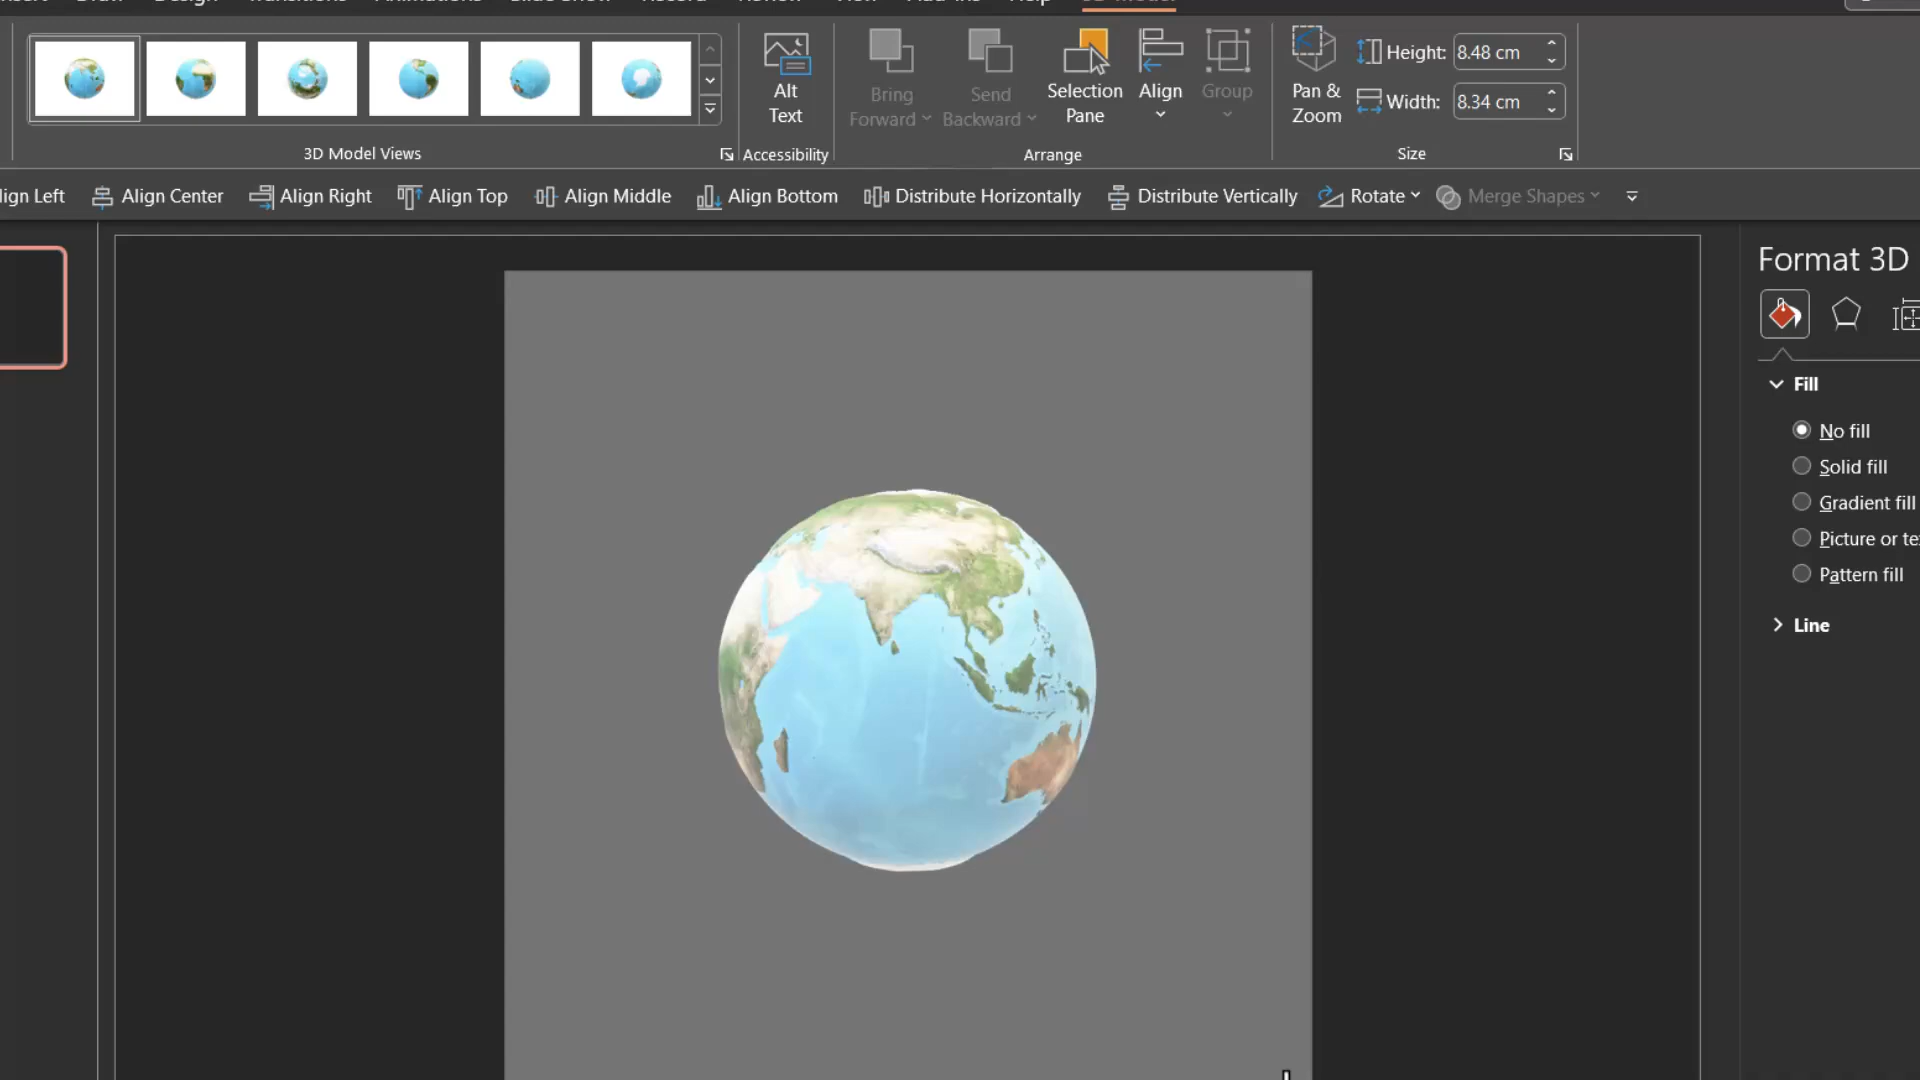 Alt
Text
Bring
Forward
Send
Backward
Selection
Pane
Align
Group
Pan &
Zoom
Height: 8.48 cm
Width: 8.34 cm
3D Model Views
Accessibility
Arrange
Size
lign Left
Align Center
Align Right
Align Top
Align Middle
Align Bottom
Distribute Horizontally
Distribute Vertically
Rotate
Merge Shapes
Format 3D
Fill
No fill
Solid fill
Gradient fill
Picture or te
Pattern fill
Line